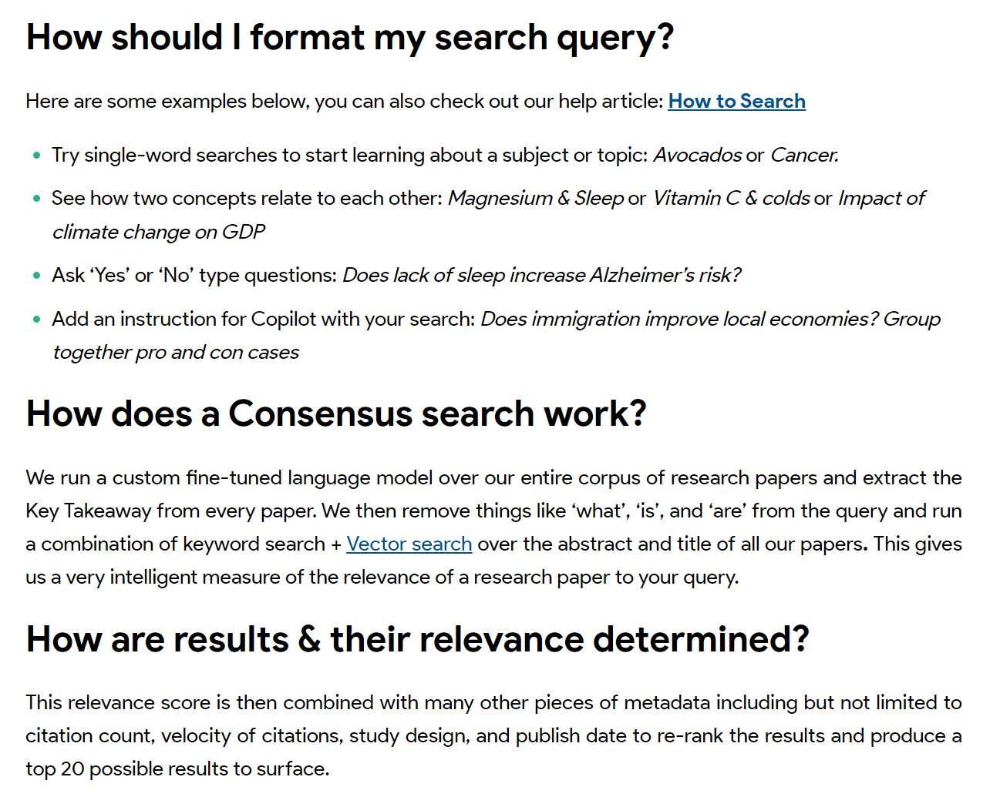 How should I format my search query?
Here are some examples below, you can also check out our help article: How to Search
Try single-word searches to start learning about a subject or topic: Avocados or Cancer.
See how two concepts relate to each other: Magnesium & Sleep or Vitamin C & colds or Impact of
climate change on GDP
Ask ‘Yes’ or ‘No’ type questions: Does lack of sleep increase Alzheimer’s risk?
Add an instruction for Copilot with your search: Does immigration improve local economies? Group
together pro and con cases
How does a Consensus search work?
We run a custom fine-tuned language model over our entire corpus of research papers and extract the
Key Takeaway from every paper. We then remove things like ‘what’, ‘is’, and ‘are’ from the query and run
a combination of keyword search + Vector search over the abstract and title of all our papers. This gives
us a very intelligent measure of the relevance of a research paper to your query.
How are results & their relevance determined?
This relevance score is then combined with many other pieces of metadata including but not limited to
citation count, velocity of citations, study design, and publish date to re-rank the results and produce a
top 20 possible results to surface.